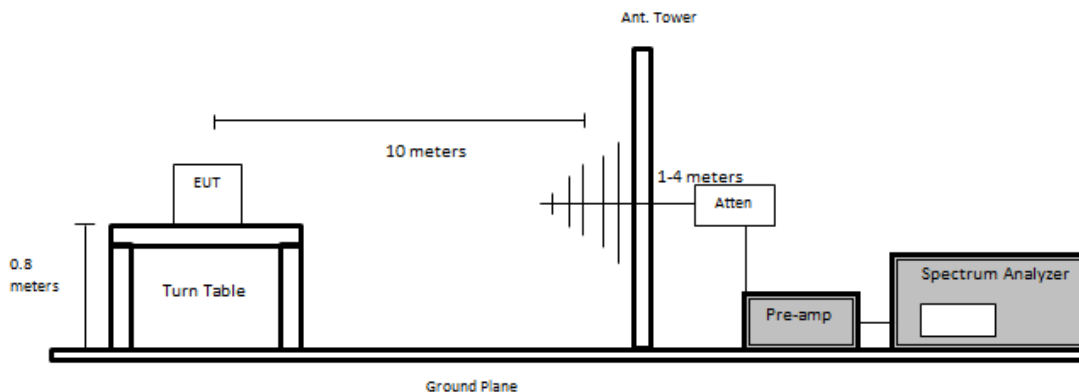 Ant. Tower
10 meters
1-4 meters
EUT
Atten
0.8
meters
Turn Table
Spectrum Analyzer
Pre-amp
Ground Plane